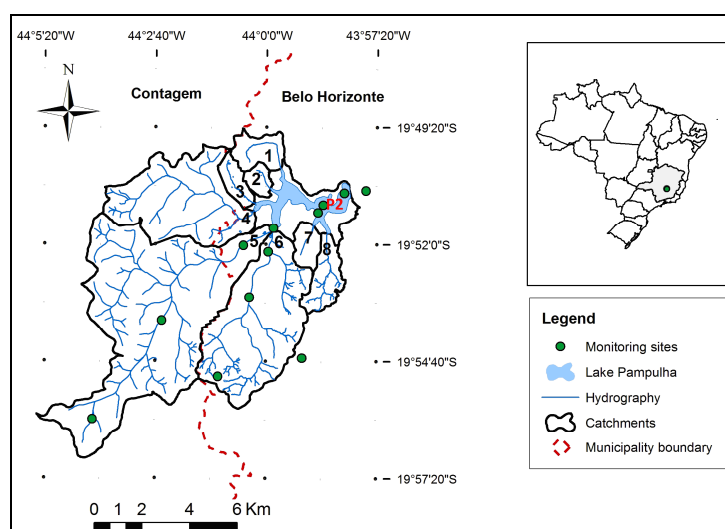 44°5'20"W 44°2'40"W 44°0'0"W 43°57'20"W
N
Contagem Belo Horizonte
19°49'20"S
1
2
3
P2
4
19°52'0"S
5 6 7 8
19°54'40"S
19°57'20"S
0 1 2 4 6 Km
Legend
Monitoring sites
Lake Pampulha
Hydrography
Catchments
Municipality boundary